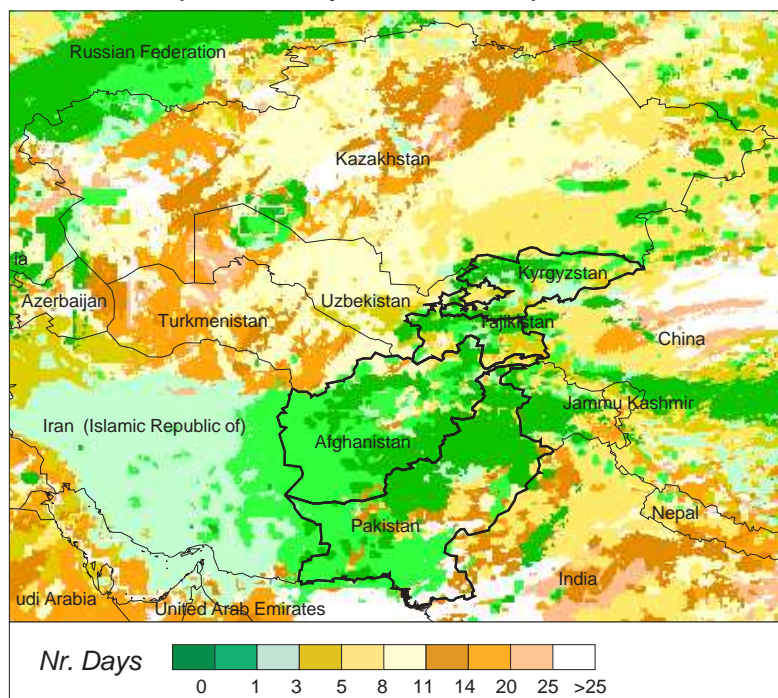 Russian Federation
Kazakhstan
ia
Kyrgyzstan
Azerbaijan
Uzbekistan
Turkmenistan
Tajikistan
China
Jammu Kashmir
Iran (Islamic Republic of)
Afghanistan
Nepal
Pakistan
India
udi Arabia
United Arab Emirates
Nr. Days
0 1 3 5 8 11 14 20 25 >25